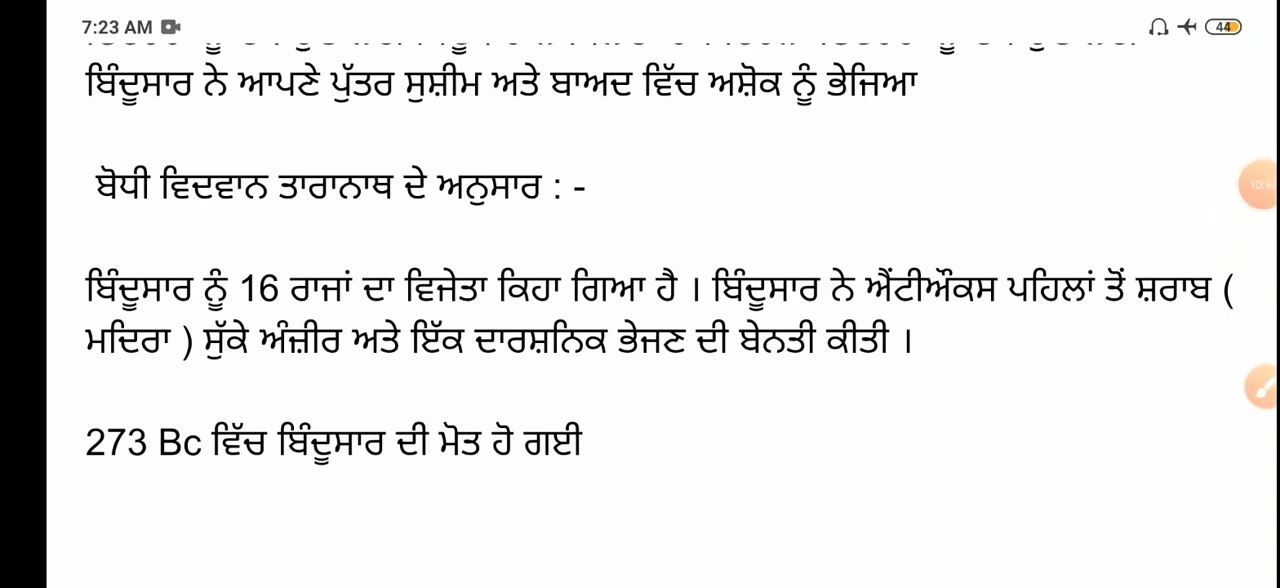 7:23 AM
44
ਬਿੰਦੂਸਾਰ ਨੇ ਆਪਣੇ ਪੁੱਤਰ ਸੁਸ਼ੀਮ ਅਤੇ ਬਾਅਦ ਵਿੱਚ ਅਸ਼ੋਕ ਨੂੰ ਭੇਜਿਆ
ਬੋਧੀ ਵਿਦਵਾਨ ਤਾਰਾਨਾਥ ਦੇ ਅਨੁਸਾਰ : -
ਬਿੰਦੂਸਾਰ ਨੂੰ 16 ਰਾਜਾਂ ਦਾ ਵਿਜੇਤਾ ਕਿਹਾ ਗਿਆ ਹੈ । ਬਿੰਦੂਸਾਰ ਨੇ ਐਂਟੀਔਕਸ ਪਹਿਲਾਂ ਤੋਂ ਸ਼ਰਾਬ (
ਮਦਿਰਾ ) ਸੁੱਕੇ ਅੰਜ਼ੀਰ ਅਤੇ ਇੱਕ ਦਾਰਸ਼ਨਿਕ ਭੇਜਣ ਦੀ ਬੇਨਤੀ ਕੀਤੀ ।
273 Bc ਵਿੱਚ ਬਿੰਦੂਸਾਰ ਦੀ ਮੋਤ ਹੋ ਗਈ